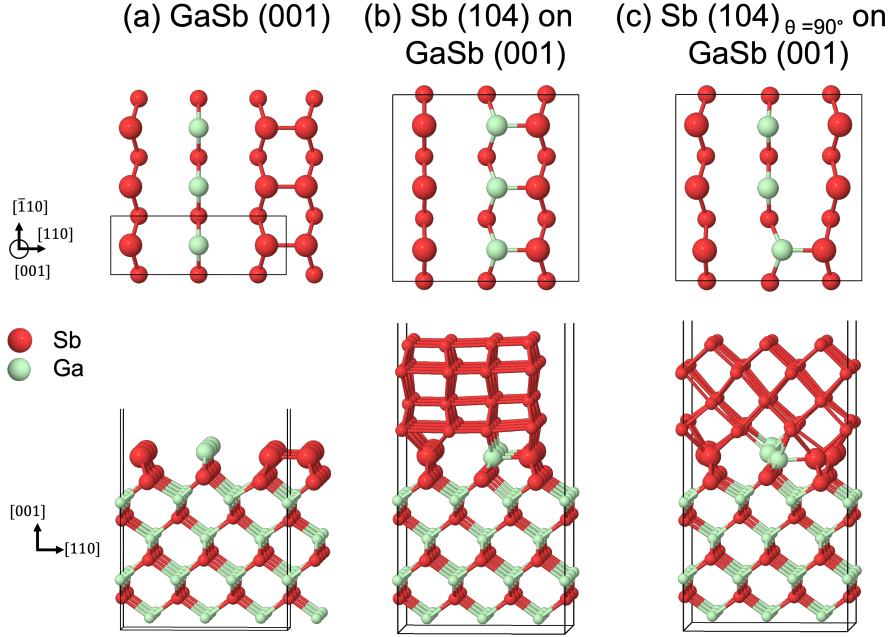 (a) GaSb (001)
(b) Sb (104) on
GaSb (001)
(c) Sb (104) θ =90° on
GaSb (001)
[1̄10]
[110]
[001]
Sb
Ga
[001]
[110]